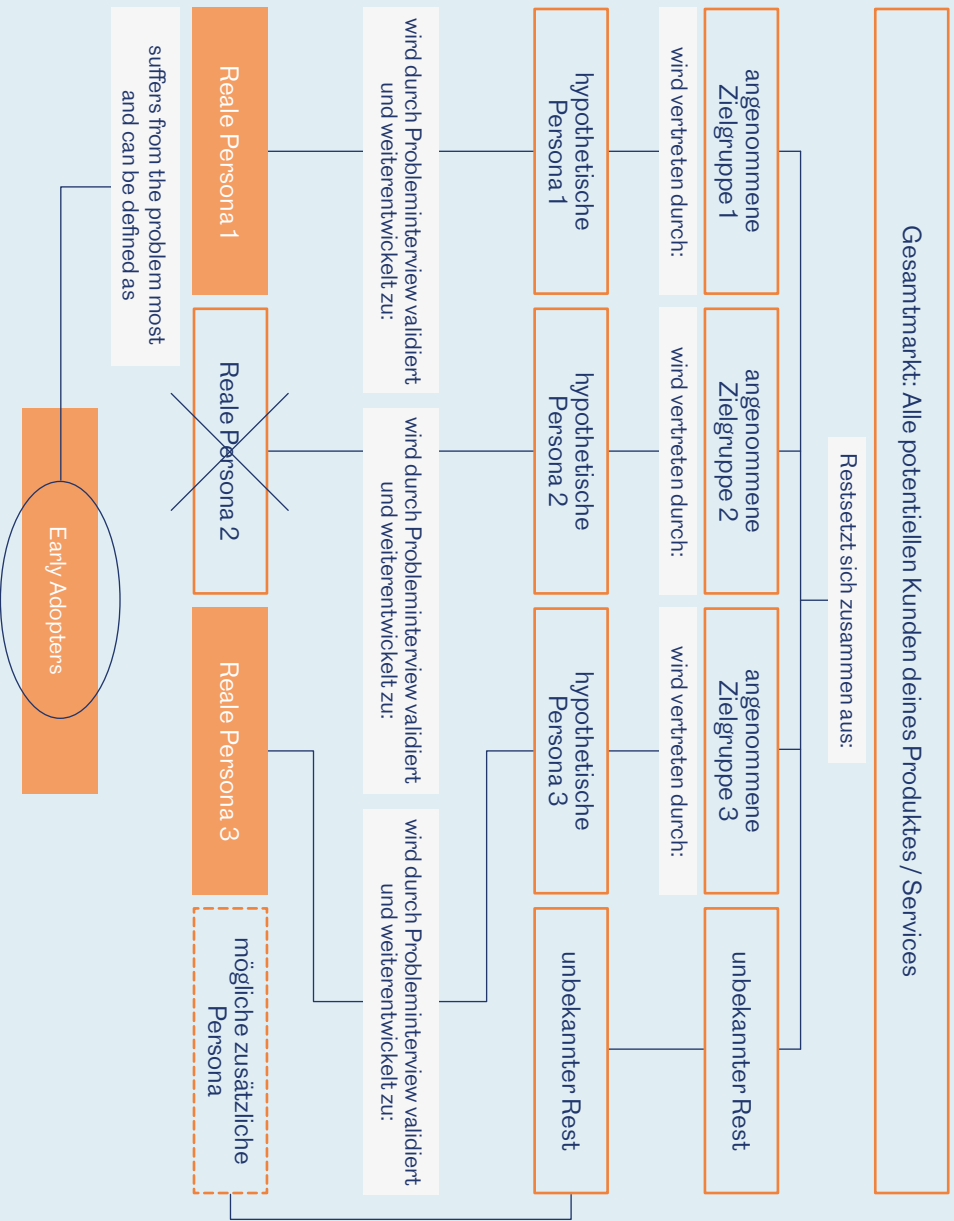 Gesamtmarkt: Alle potentiellen Kunden deines Produktes / Services
Restsetzt sich zusammen aus:
angenommene
Zielgruppe 1
angenommene
Zielgruppe 2
angenommene
Zielgruppe 3
unbekannter Rest
wird vertreten durch:
wird vertreten durch:
wird vertreten durch:
hypothetische
Persona 1
hypothetische
Persona 2
hypothetische
Persona 3
unbekannter Rest
wird durch Probleminterview validiert
und weiterentwickelt zu:
wird durch Probleminterview validiert
und weiterentwickelt zu:
wird durch Probleminterview validiert
und weiterentwickelt zu:
Reale Persona 1
Reale Persona 2
Reale Persona 3
mögliche zusätzliche
Persona
suffers from the problem most
and can be defined as
Early Adopters